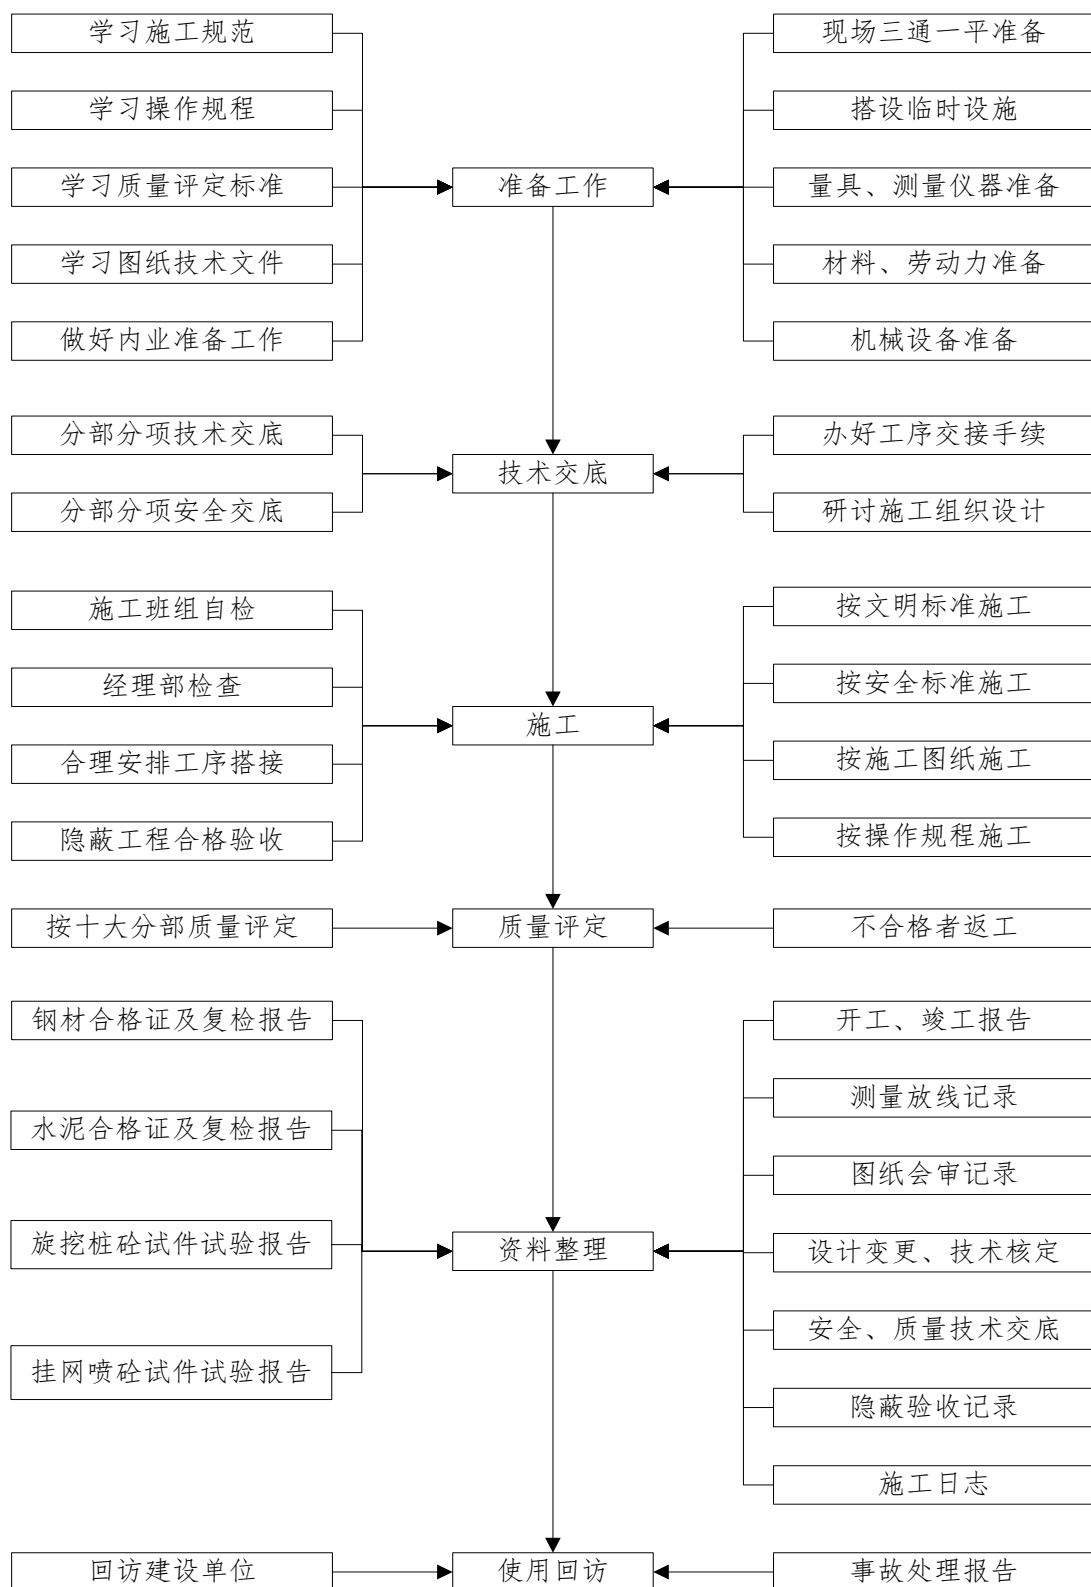 学习施工规范
现场三通一平准备
学习操作规程
搭设临时设施
学习质量评定标准
准备工作
量具、测量仪器准备
学习图纸技术文件
材料、劳动力准备
做好内业准备工作
机械设备准备
分部分项技术交底
办好工序交接手续
技术交底
分部分项安全交底
研讨施工组织设计
施工班组自检
按文明标准施工
经理部检查
按安全标准施工
施工
合理安排工序搭接
按施工图纸施工
隐蔽工程合格验收
按操作规程施工
按十大分部质量评定
质量评定
不合格者返工
钢材合格证及复检报告
开工、竣工报告
测量放线记录
水泥合格证及复检报告
图纸会审记录
旋挖桩砼试件试验报告
资料整理
设计变更、技术核定
安全、质量技术交底
挂网喷砼试件试验报告
隐蔽验收记录
施工日志
回访建设单位
使用回访
事故处理报告